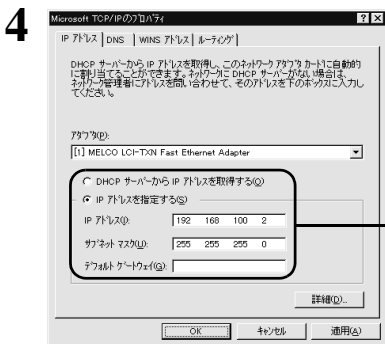 4
Microsoft TCP/IPのプロパティ
IP アドレス DNS WINS アドレス ルーティング
DHCP サーバーから IP アドレスを取得し、このネットワーク アダプタ カードに自動的
に割り当てることができます。ネットワークに DHCP サーバーがない場合は、
ネットワーク管理者にアドレスを問い合わせて、そのアドレスを下のボックスに入力し
てください。
アダプタ(P):
[1] MELCO LCI-TXN Fast Ethernet Adapter
DHCP サーバーから IP アドレスを取得する(O)
IP アドレスを指定する(S)
IP アドレス(I): 192 168 100 2
サブネット マスク(U): 255 255 255 0
デフォルト ゲートウェイ(G):
詳細(D)...
OK キャンセル 適用(A)